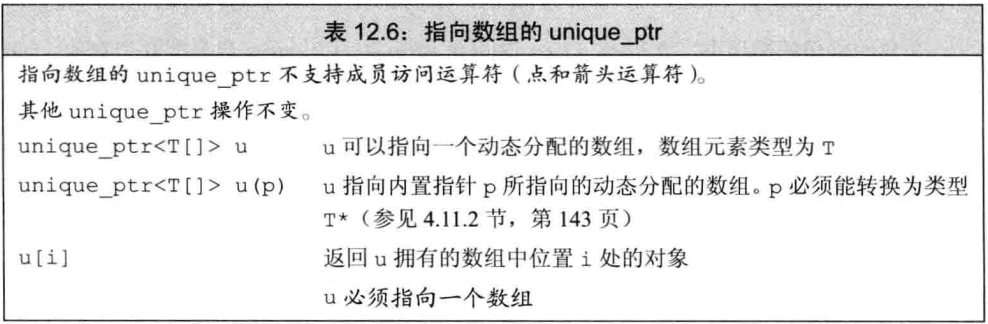 表 12.6：指向数组的 unique_ptr
指向数组的 unique_ptr 不支持成员访问运算符（点和箭头运算符）。
其他 unique_ptr 操作不变。
unique_ptr<T[]> u u 可以指向一个动态分配的数组，数组元素类型为 T
unique_ptr<T[]> u(p) u 指向内置指针 p 所指向的动态分配的数组。p 必须能转换为类型
T*（参见 4.11.2 节，第 143 页）
u[i] 返回 u 拥有的数组中位置 i 处的对象
u 必须指向一个数组